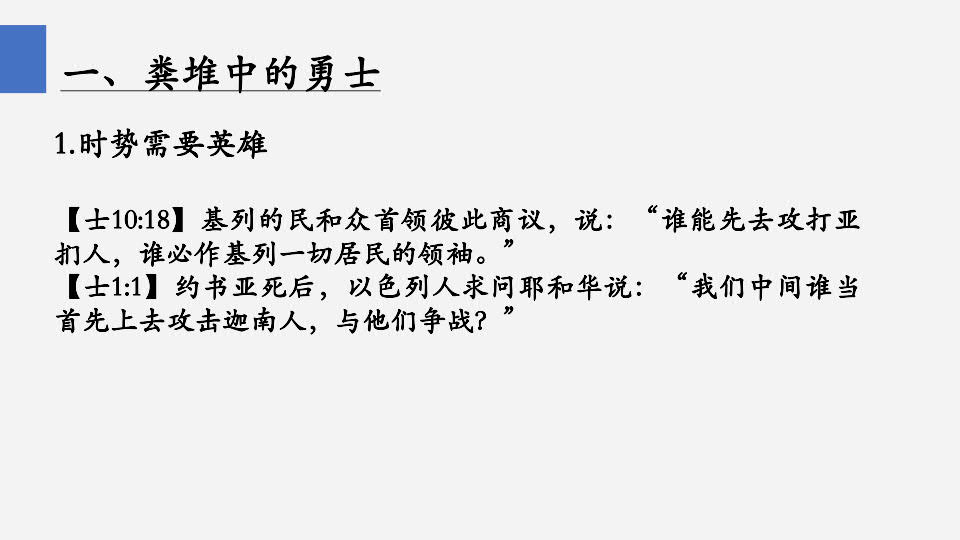 一、粪堆中的勇士
1.时势需要英雄
【士10:18】基列的民和众首领彼此商议，说：“谁能先去攻打亚
扪人，谁必作基列一切居民的领袖。”
【士1:1】约书亚死后，以色列人求问耶和华说：“我们中间谁当
首先上去攻击迦南人，与他们争战？”